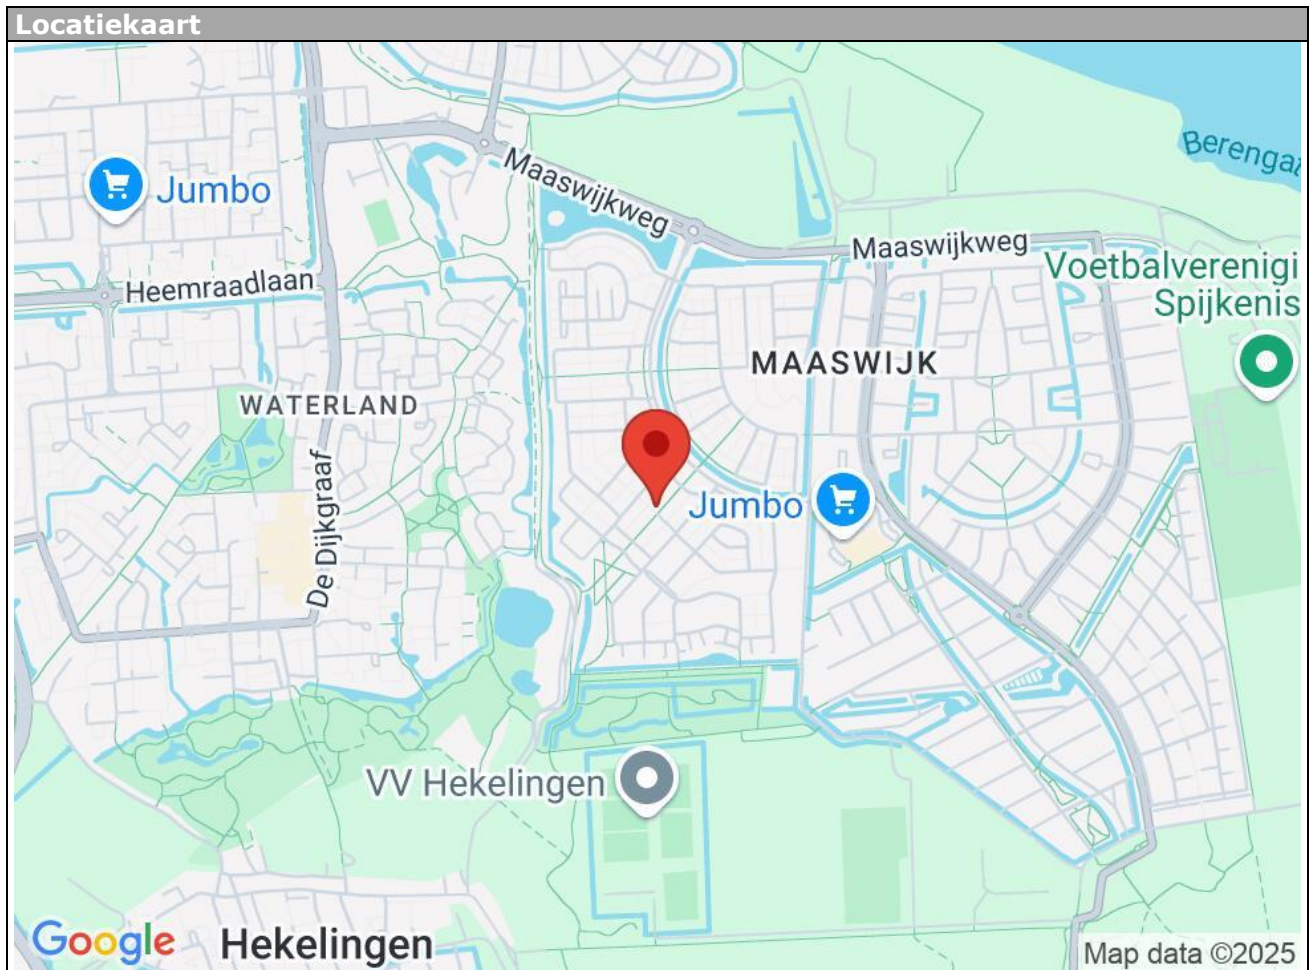 Locatiekaart
Berenga
Maaswijkweg
Jumbo
Maaswijkweg
Voetbalverenigi
Spijkenis
Heemraadlaan
MAASWIJK
WATERLAND
De Dijkgraaf
Jumbo
VV Hekelingen
Google
Hekelingen
Map data ©2025